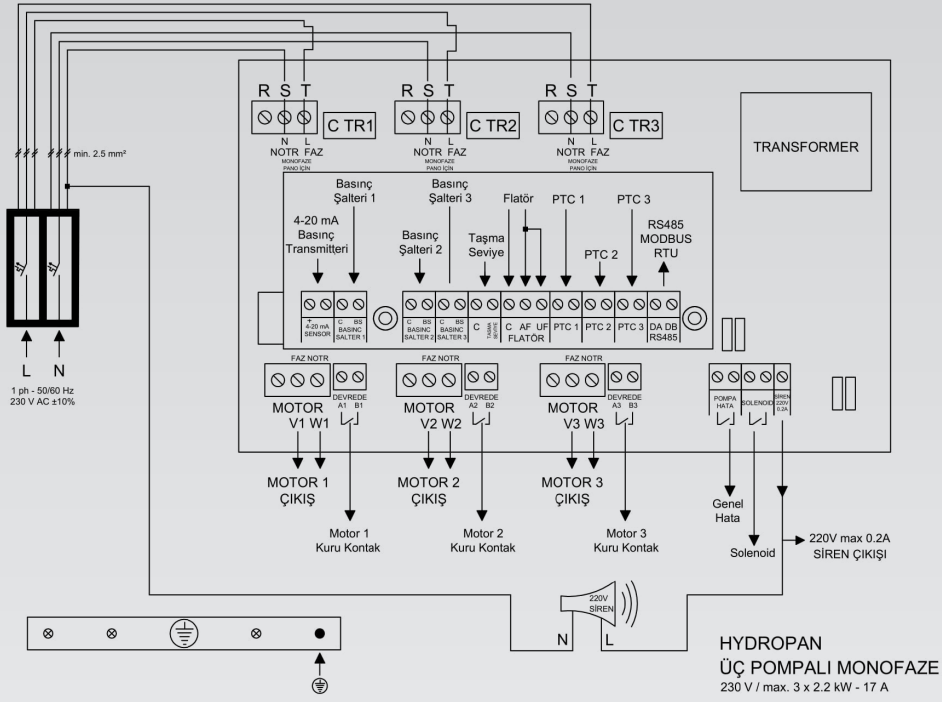 R S T
C TR1
N L
NOTR FAZ
MONOFAZE
PANO İÇİN
R S T
C TR2
N L
NOTR FAZ
MONOFAZE
PANO İÇİN
R S T
C TR3
N L
NOTR FAZ
MONOFAZE
PANO İÇİN
TRANSFORMER
min. 2.5 mm²
L N
1 ph - 50/60 Hz
230 V AC ±10%
4-20 mA
Basınç
Transmitteri
Basınç
Şalteri 1
Basınç
Şalteri 2
Basınç
Şalteri 3
Taşma
Seviye
Flatör
PTC 1
PTC 2
PTC 3
RS485
MODBUS
RTU
+
4-20 mA
SENSOR
C BS
BASINC
SALTER 1
C BS
BASINC
SALTER 2
C BS
BASINC
SALTER 3
C
TASMA
SEVIYE
C AF UF
FLATÖR
PTC 1
PTC 2
PTC 3
DA DB
RS485
FAZ NOTR
MOTOR
V1 W1
DEVREDE
A1 B1
FAZ NOTR
MOTOR
V2 W2
DEVREDE
A2 B2
FAZ NOTR
MOTOR
V3 W3
DEVREDE
A3 B3
POMPA
HATA
SOLENOID
SİREN
220V
0.2A
MOTOR 1
ÇIKIŞ
Motor 1
Kuru Kontak
MOTOR 2
ÇIKIŞ
Motor 2
Kuru Kontak
MOTOR 3
ÇIKIŞ
Motor 3
Kuru Kontak
Genel
Hata
Solenoid
220V max 0.2A
SİREN ÇIKIŞI
220V
SİREN
N L
HYDROPAN
ÜÇ POMPALI MONOFAZE
230 V / max. 3 x 2.2 kW - 17 A